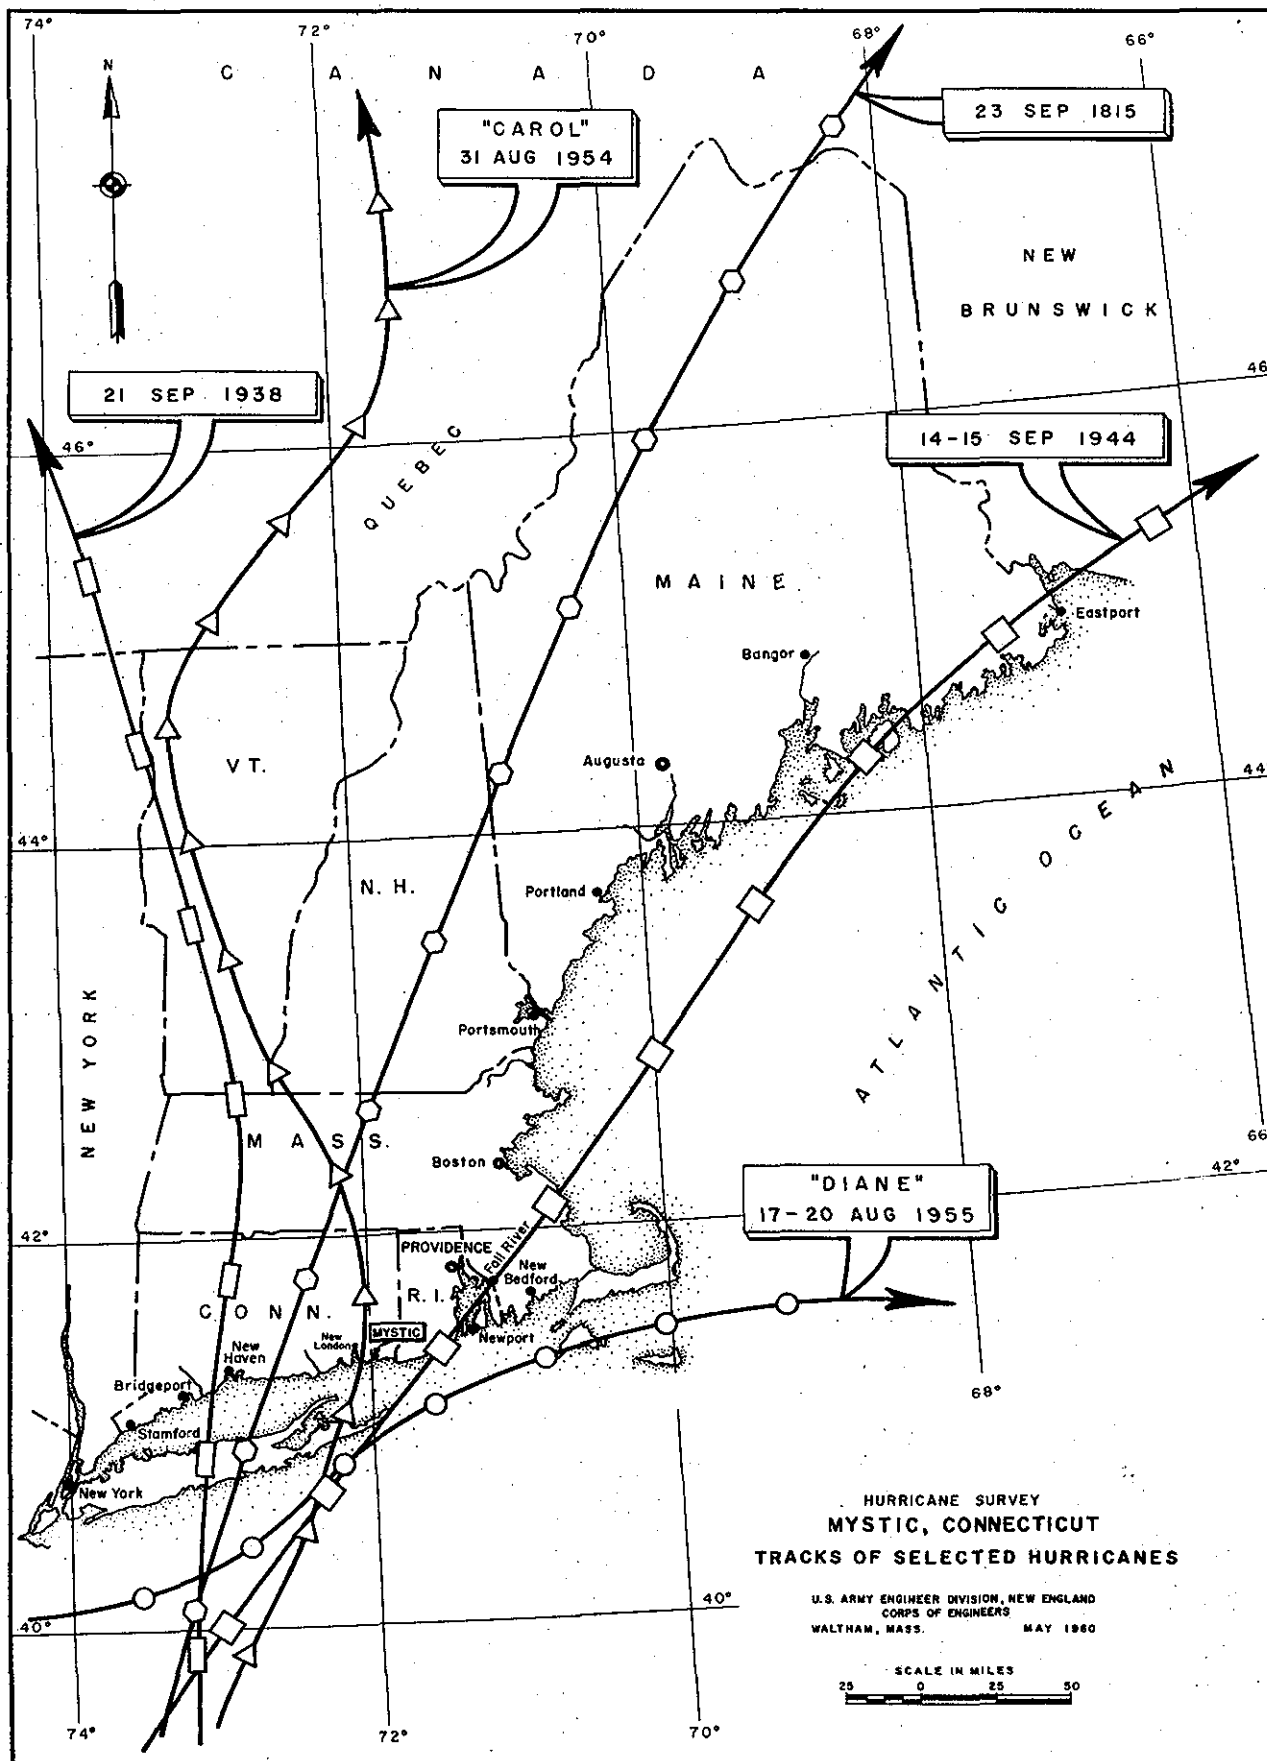 74°
72°
70°
68°
66°
N
C A N A D A
"CAROL"
31 AUG 1954
23 SEP 1815
NEW
BRUNSWICK
21 SEP 1938
46°
46°
14-15 SEP 1944
QUEBEC
MAINE
Eastport
Bangor
VT.
Augusta
44°
44°
ATLANTIC OCEAN
N.H.
Portland
NEW YORK
Portsmouth
MASS.
Boston
66°
42°
42°
"DIANE"
17-20 AUG 1955
PROVIDENCE
Fall River
New
Bedford
R.I.
CONN.
MYSTIC
Newport
New
London
New
Haven
Bridgeport
Stamford
New York
68°
40°
40°
HURRICANE SURVEY
MYSTIC, CONNECTICUT
TRACKS OF SELECTED HURRICANES
U.S. ARMY ENGINEER DIVISION, NEW ENGLAND
CORPS OF ENGINEERS
WALTHAM, MASS. MAY 1960
SCALE IN MILES
25 0 25 50
74°
72°
70°